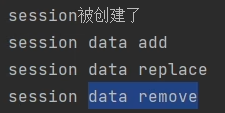 session被创建了
session data add
session data replace
session data remove